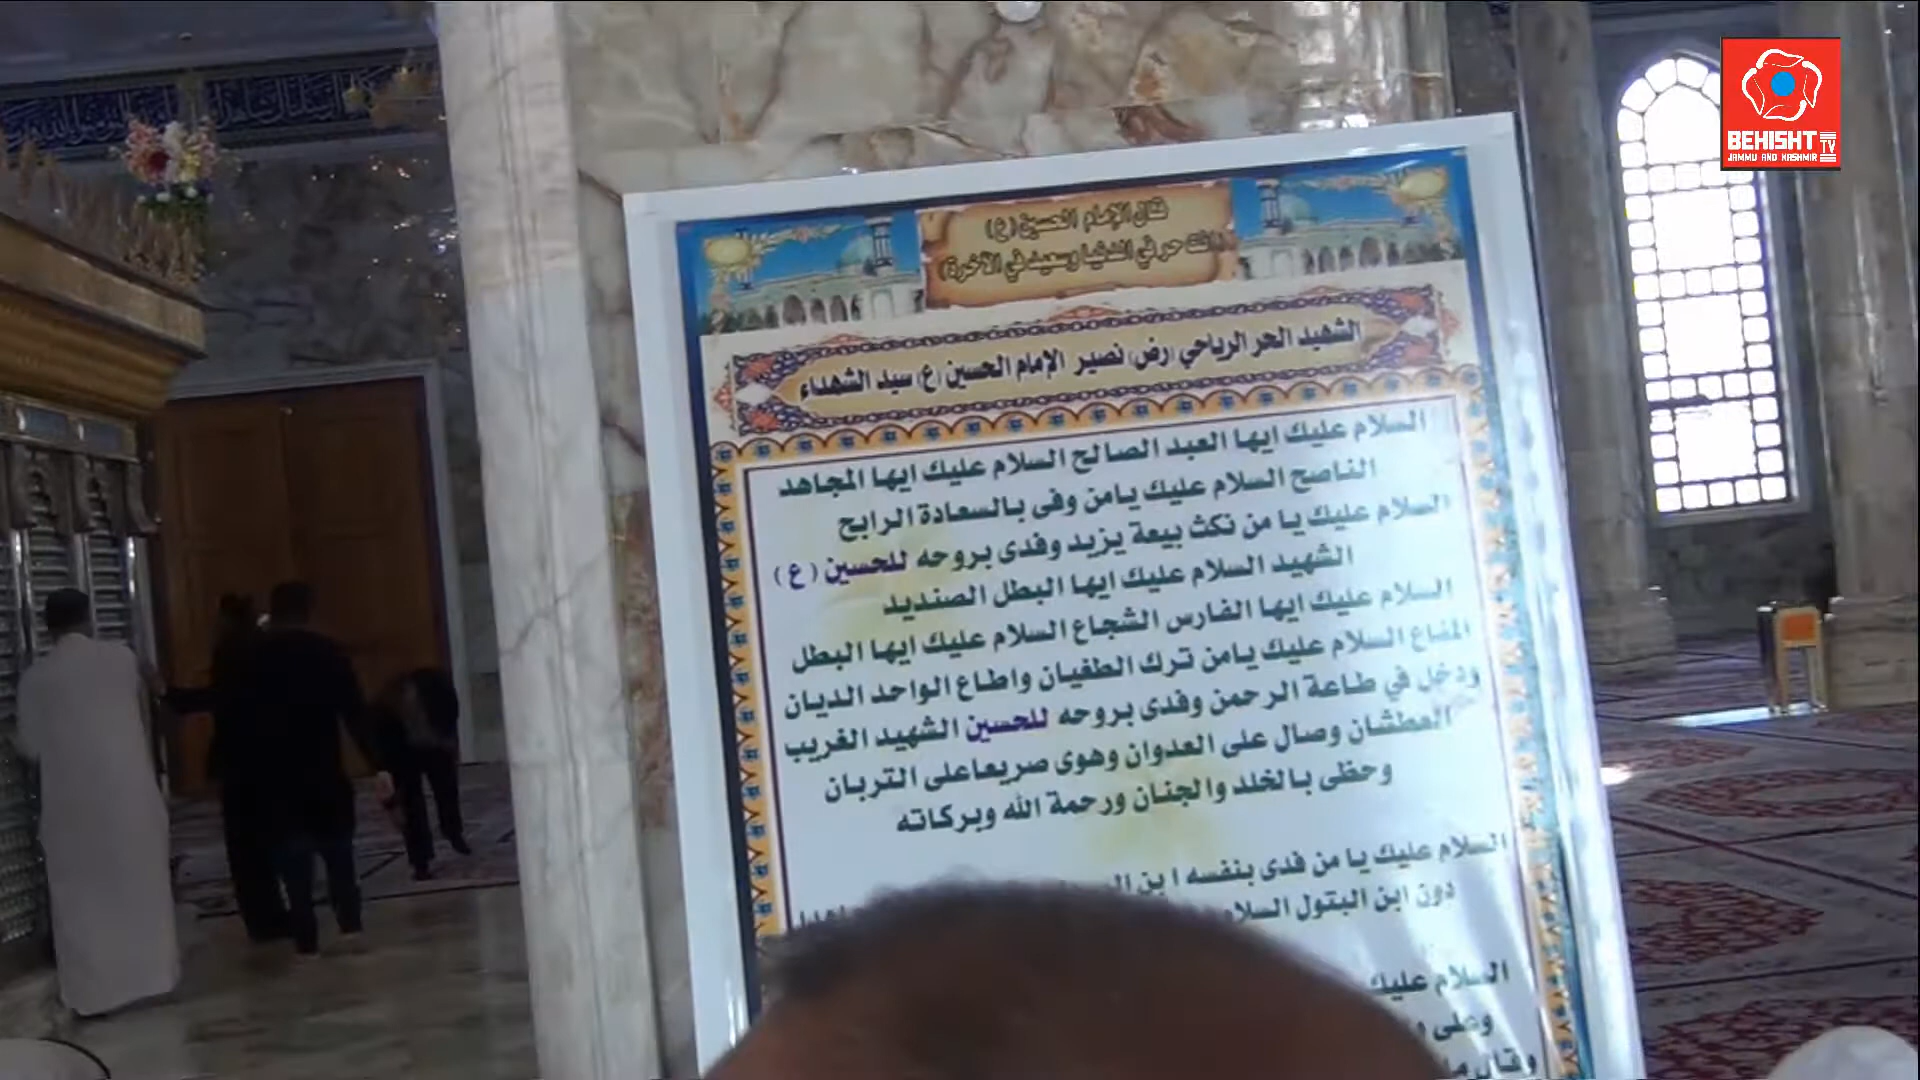 BEHISHT TV
JAMMU AND KASHMIR
قال الإمام الحسين (ع)
(انت حر في الدنيا وسعيد في الآخرة)
الشهيد الحر الرياحي (رض) نصير الإمام الحسين (ع) سيد الشهداء
السلام عليك ايها العبد الصالح السلام عليك ايها المجاهد
الناصح السلام عليك يامن وفى بالسعادة الرابح
السلام عليك يا من نكث بيعة يزيد وفدى بروحه للحسين (ع)
الشهيد السلام عليك ايها البطل الصنديد
السلام عليك ايها الفارس الشجاع السلام عليك ايها البطل
المناع السلام عليك يامن ترك الطغيان واطاع الواحد الديان
ودخل في طاعة الرحمن وفدى بروحه للحسين الشهيد الغريب
العطشان وصال على العدوان وهوى صريعاعلى التربان
وحظى بالخلد والجنان ورحمة الله وبركاته
السلام عليك يا من فدى بنفسه ابن
دون ابن البتول السلام
السلام عليك
وعلى
وقال